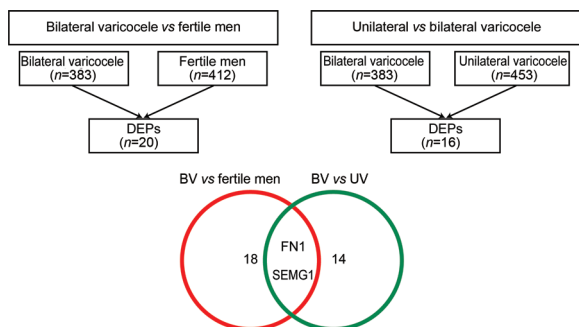 Bilateral varicocele vs fertile men
Unilateral vs bilateral varicocele
Bilateral varicocele
(n=383)
Fertile men
(n=412)
Bilateral varicocele
(n=383)
Unilateral varicocele
(n=453)
DEPs
(n=20)
DEPs
(n=16)
BV vs fertile men
BV vs UV
18
FN1
SEMG1
14